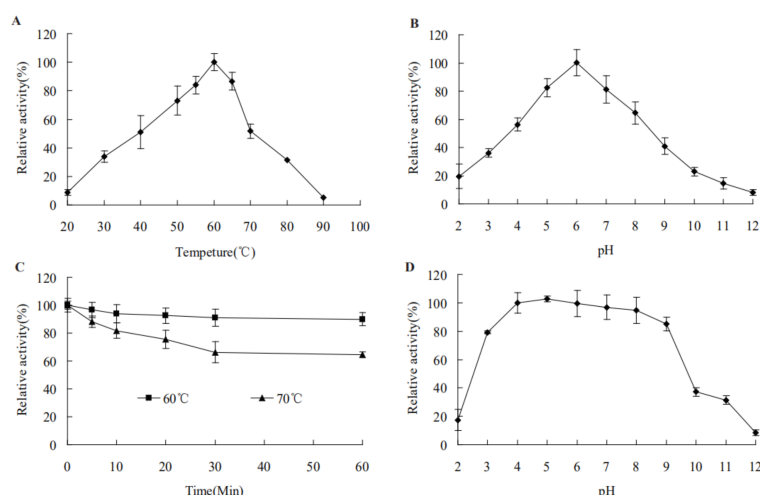 A
Relative activity(%)
120
100
80
60
40
20
0
20 30 40 50 60 70 80 90 100
Tempeture(℃)
B
Relative activity(%)
120
100
80
60
40
20
0
2 3 4 5 6 7 8 9 10 11 12
pH
C
Relative activity(%)
120
100
80
60
40
20
0
60℃ 70℃
0 10 20 30 40 50 60
Time(Min)
D
Relative activity(%)
120
100
80
60
40
20
0
2 3 4 5 6 7 8 9 10 11 12
pH